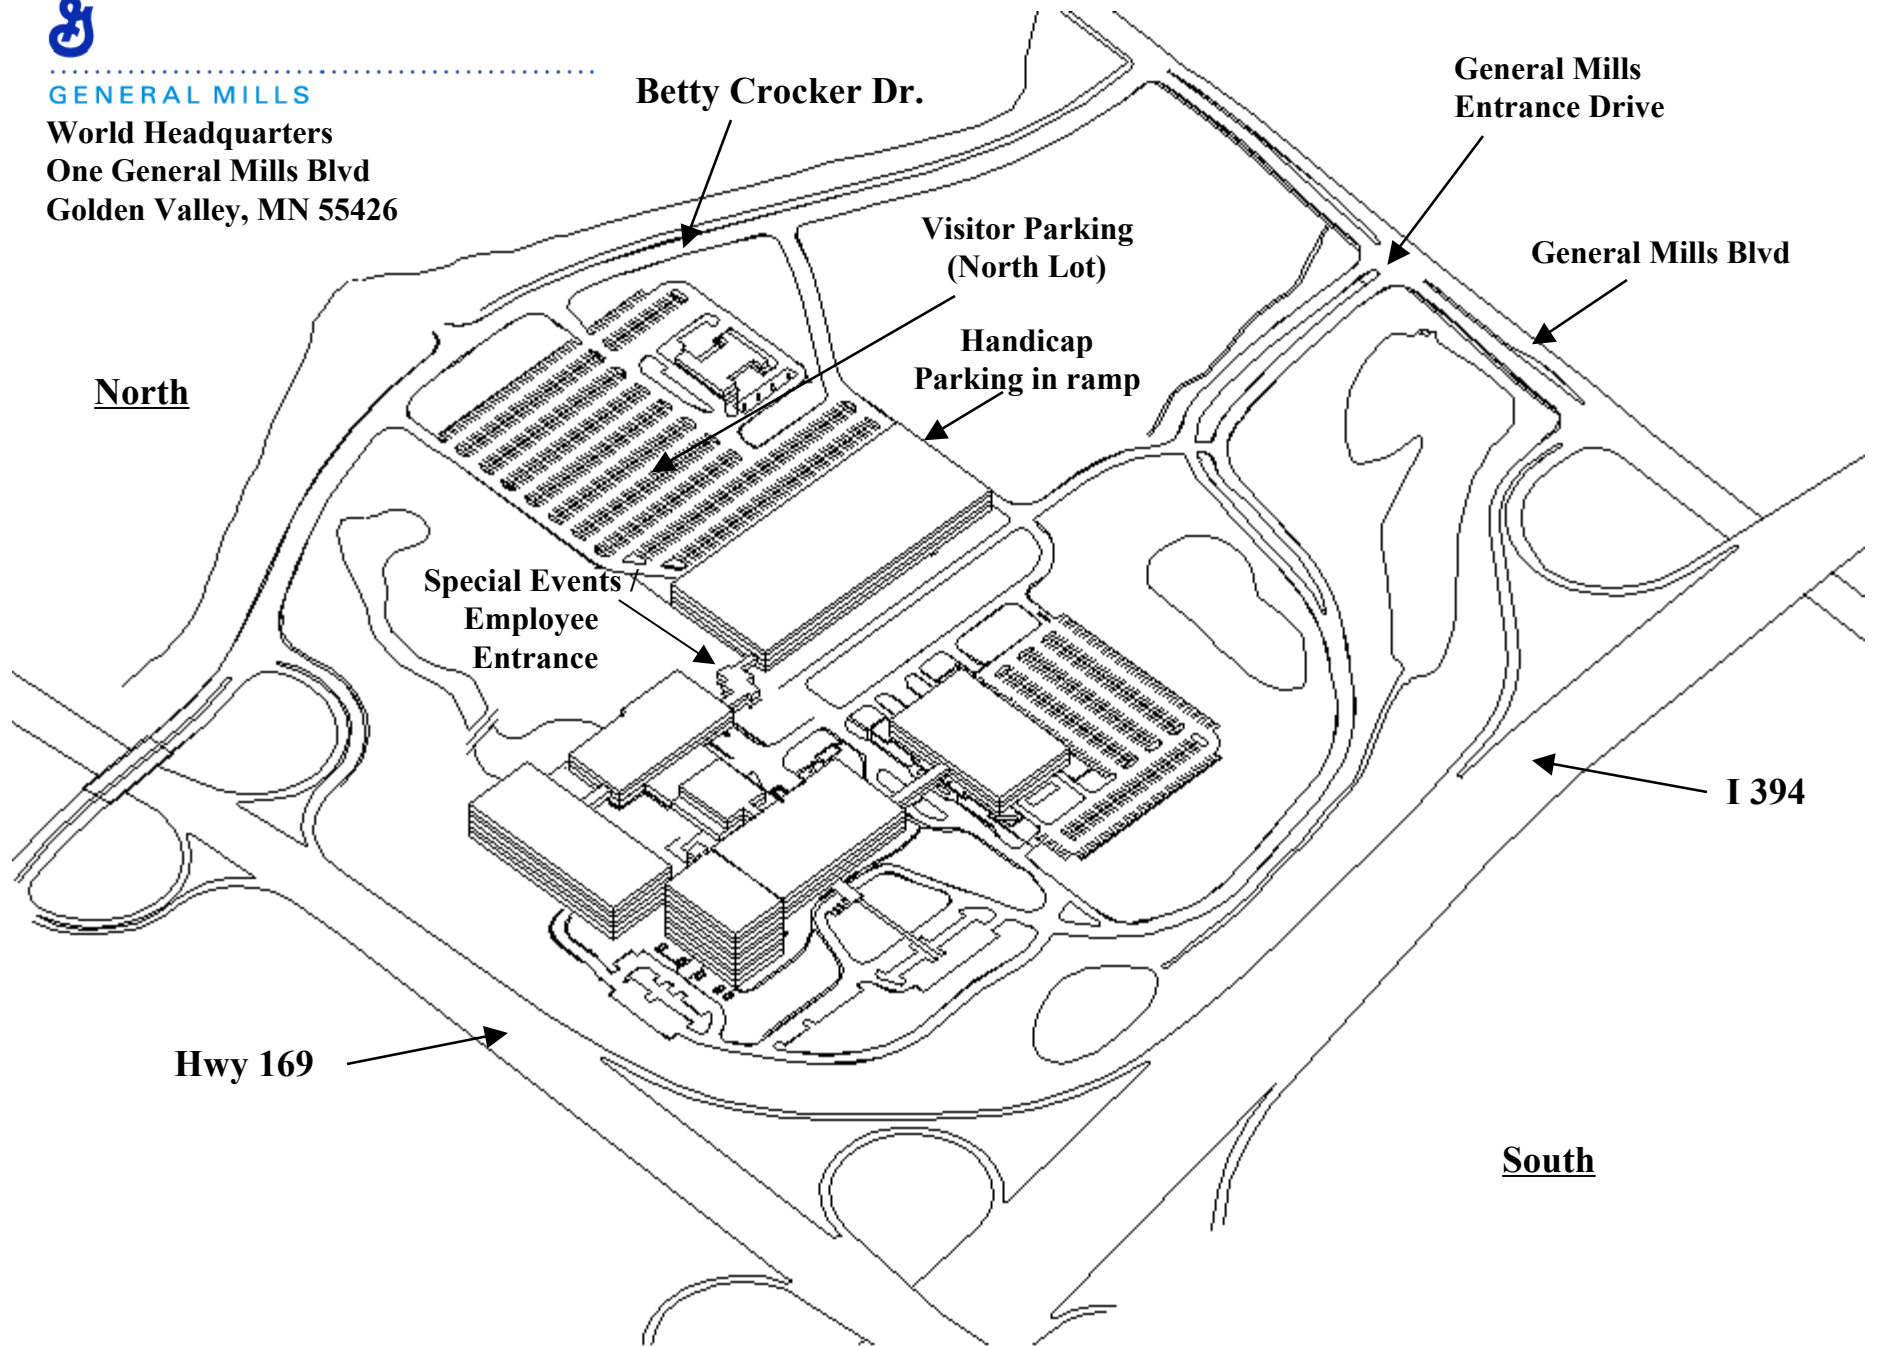 GENERAL MILLS
World Headquarters
One General Mills Blvd
Golden Valley, MN 55426
Betty Crocker Dr.
General Mills
Entrance Drive
Visitor Parking
(North Lot)
General Mills Blvd
Handicap
Parking in ramp
North
Special Events /
Employee
Entrance
I 394
Hwy 169
South